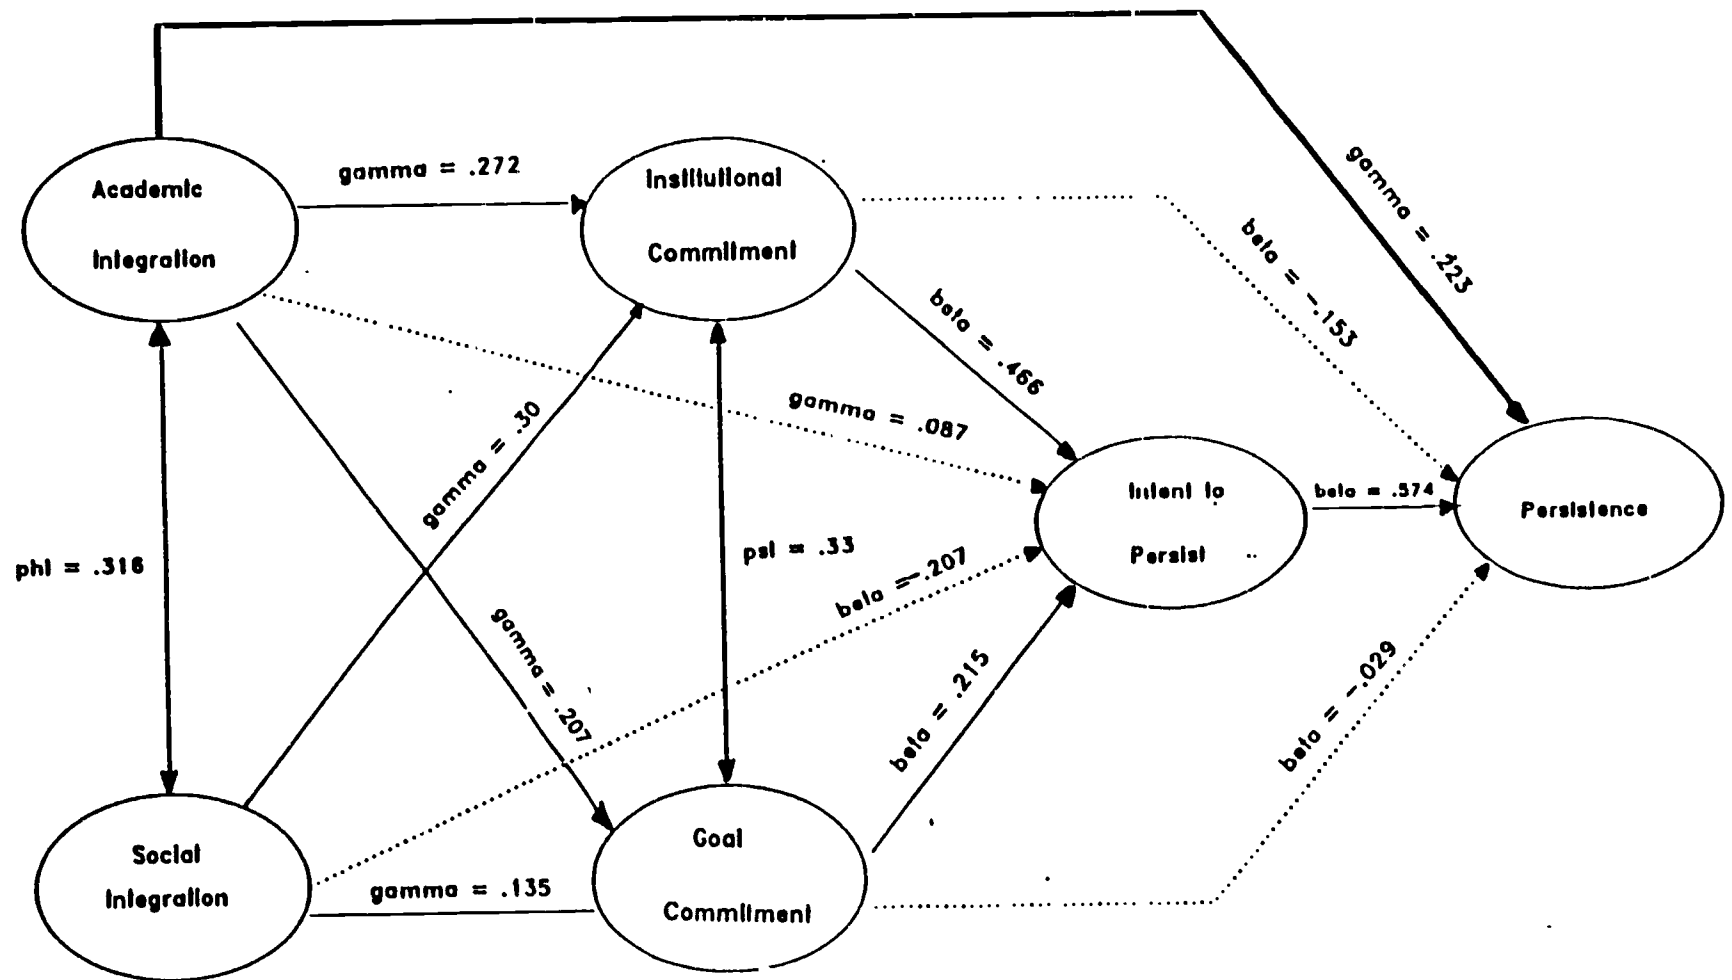 gamma = .272
Academic
Integration
Institutional
Commitment
gamma = .223
beta = -.153
beta = .466
gamma = .087
gamma = .30
Intent to
Persist
beta = .574
Persistence
phi = .316
psi = .33
beta = -.207
gamma = .207
beta = .215
beta = -.029
Social
Integration
gamma = .135
Goal
Commitment